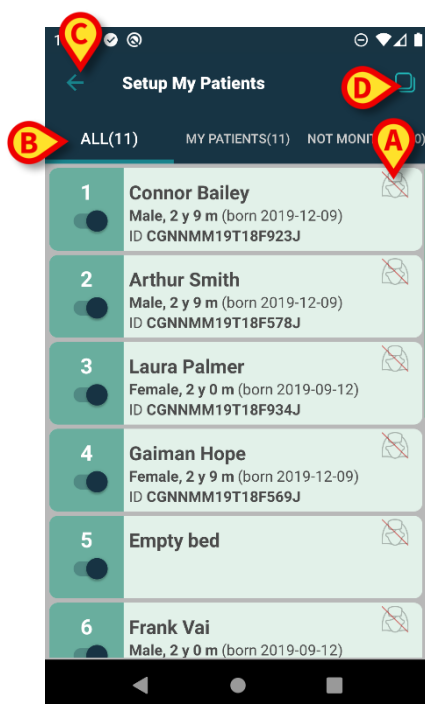 C
Setup My Patients
D
B
ALL(11)
MY PATIENTS(11)
NOT MONIT
A
0)
1
Connor Bailey
Male, 2 y 9 m (born 2019-12-09)
ID CGNNMM19T18F923J
2
Arthur Smith
Male, 2 y 9 m (born 2019-12-09)
ID CGNNMM19T18F578J
3
Laura Palmer
Female, 2 y 0 m (born 2019-09-12)
ID CGNNMM19T18F934J
4
Gaiman Hope
Female, 2 y 9 m (born 2019-12-09)
ID CGNNMM19T18F569J
5
Empty bed
6
Frank Vai
Male, 2 y 0 m (born 2019-09-12)